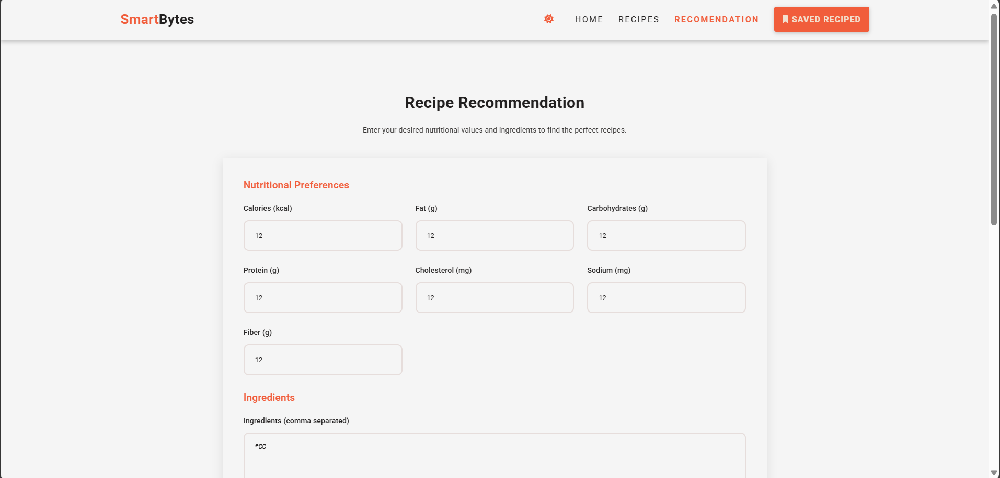 SmartBytes
HOME RECIPES RECOMENDATION SAVED RECIPED
Recipe Recommendation
Enter your desired nutritional values and ingredients to find the perfect recipes.
Nutritional Preferences
Calories (kcal) Fat (g) Carbohydrates (g)
12 12 12
Protein (g) Cholesterol (mg) Sodium (mg)
12 12 12
Fiber (g)
12
Ingredients
Ingredients (comma separated)
egg